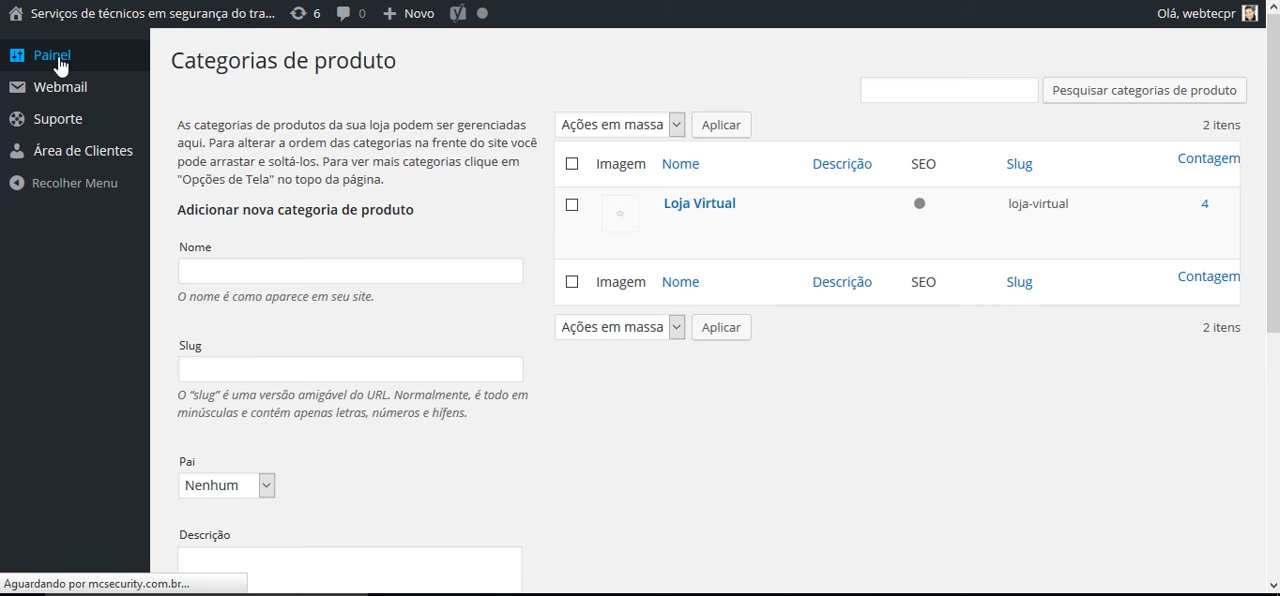 Serviços de técnicos em segurança do tra... 6 0 Novo Olá, webtecpr
Painel
Webmail
Suporte
Área de Clientes
Recolher Menu
Categorias de produto
Pesquisar categorias de produto
As categorias de produtos da sua loja podem ser gerenciadas
aqui. Para alterar a ordem das categorias na frente do site você
pode arrastar e soltá-los. Para ver mais categorias clique em
"Opções de Tela" no topo da página.
Adicionar nova categoria de produto
Nome
O nome é como aparece em seu site.
Slug
O "slug" é uma versão amigável do URL. Normalmente, é todo em
minúsculas e contém apenas letras, números e hífens.
Pai
Nenhum
Descrição
Ações em massa Aplicar 2 itens
Imagem Nome Descrição SEO Slug Contagem
Loja Virtual loja-virtual 4
Imagem Nome Descrição SEO Slug Contagem
Ações em massa Aplicar 2 itens
Aguardando por mcsecurity.com.br...